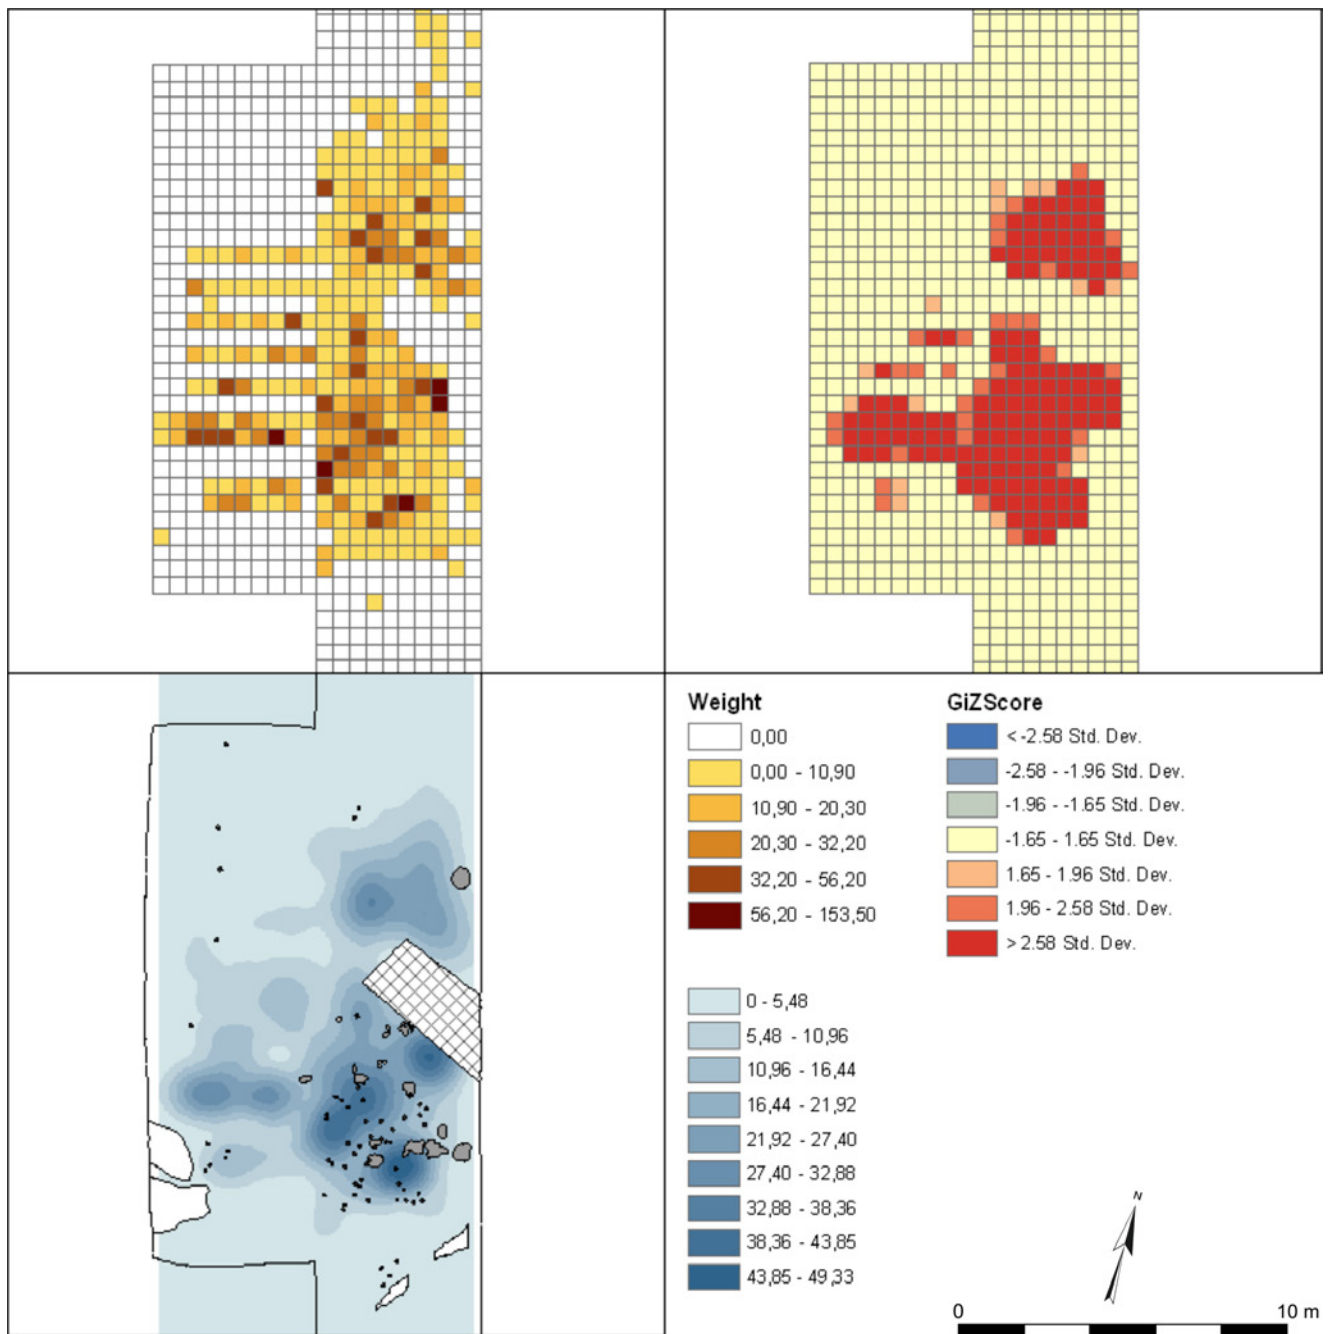 Weight
0,00
0,00 - 10,90
10,90 - 20,30
20,30 - 32,20
32,20 - 56,20
56,20 - 153,50
GiZScore
< -2.58 Std. Dev.
-2.58 - -1.96 Std. Dev.
-1.96 - -1.65 Std. Dev.
-1.65 - 1.65 Std. Dev.
1.65 - 1.96 Std. Dev.
1.96 - 2.58 Std. Dev.
> 2.58 Std. Dev.
0 - 5,48
5,48 - 10,96
10,96 - 16,44
16,44 - 21,92
21,92 - 27,40
27,40 - 32,88
32,88 - 38,36
38,36 - 43,85
43,85 - 49,33
N
0 10 m